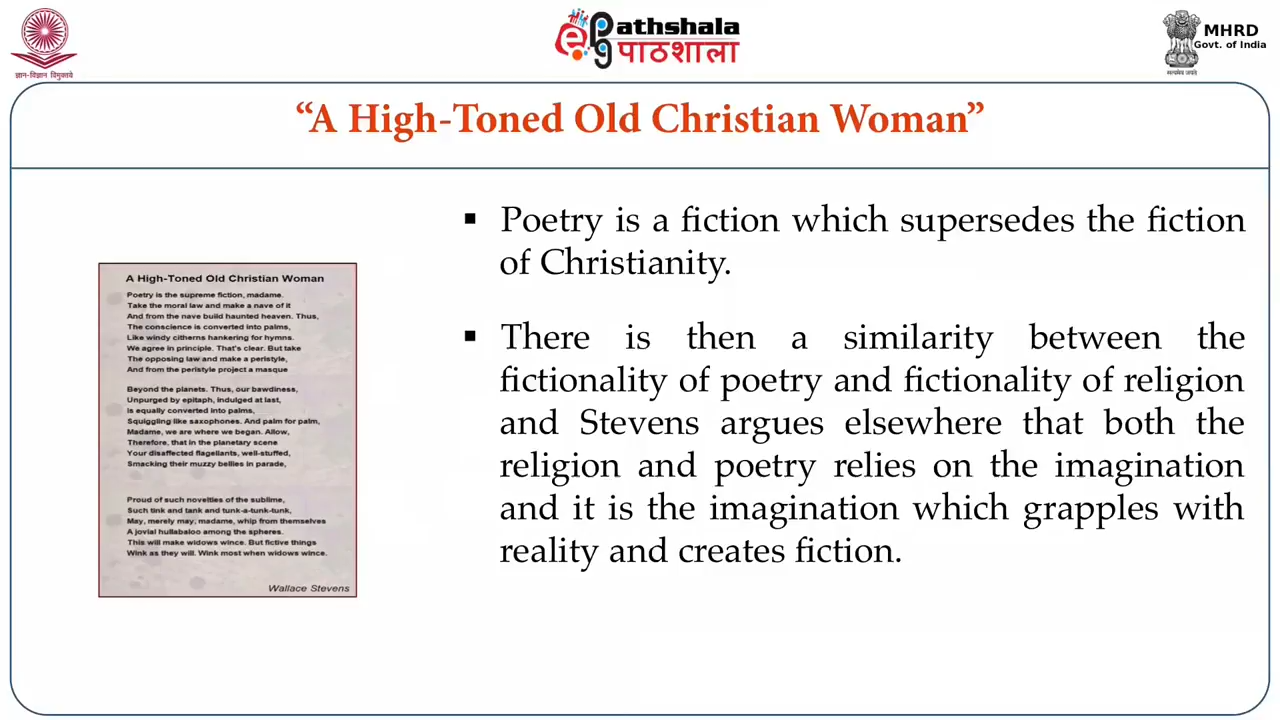 ज्ञान-विज्ञान विमुक्तये
ePathshala
पाठशाला
MHRD
Govt. of India
सत्यमेव जयते
“A High-Toned Old Christian Woman”
▪ Poetry is a fiction which supersedes the fiction
of Christianity.
▪ There is then a similarity between the
fictionality of poetry and fictionality of religion
and Stevens argues elsewhere that both the
religion and poetry relies on the imagination
and it is the imagination which grapples with
reality and creates fiction.
A High-Toned Old Christian Woman
Poetry is the supreme fiction, madame.
Take the moral law and make a nave of it
And from the nave build haunted heaven. Thus,
The conscience is converted into palms,
Like windy citherns hankering for hymns.
We agree in principle. That's clear. But take
The opposing law and make a peristyle,
And from the peristyle project a masque
Beyond the planets. Thus, our bawdiness,
Unpurged by epitaph, indulged at last,
Is equally converted into palms,
Squiggling like saxophones. And palm for palm,
Madame, we are where we began. Allow,
Therefore, that in the planetary scene
Your disaffected flagellants, well-stuffed,
Smacking their muzzy bellies in parade,
Proud of such novelties of the sublime,
Such tink and tank and tunk-a-tunk-tunk,
May, merely may, madame, whip from themselves
A jovial hullabaloo among the spheres.
This will make widows wince. But fictive things
Wink as they will. Wink most when widows wince.
Wallace Stevens